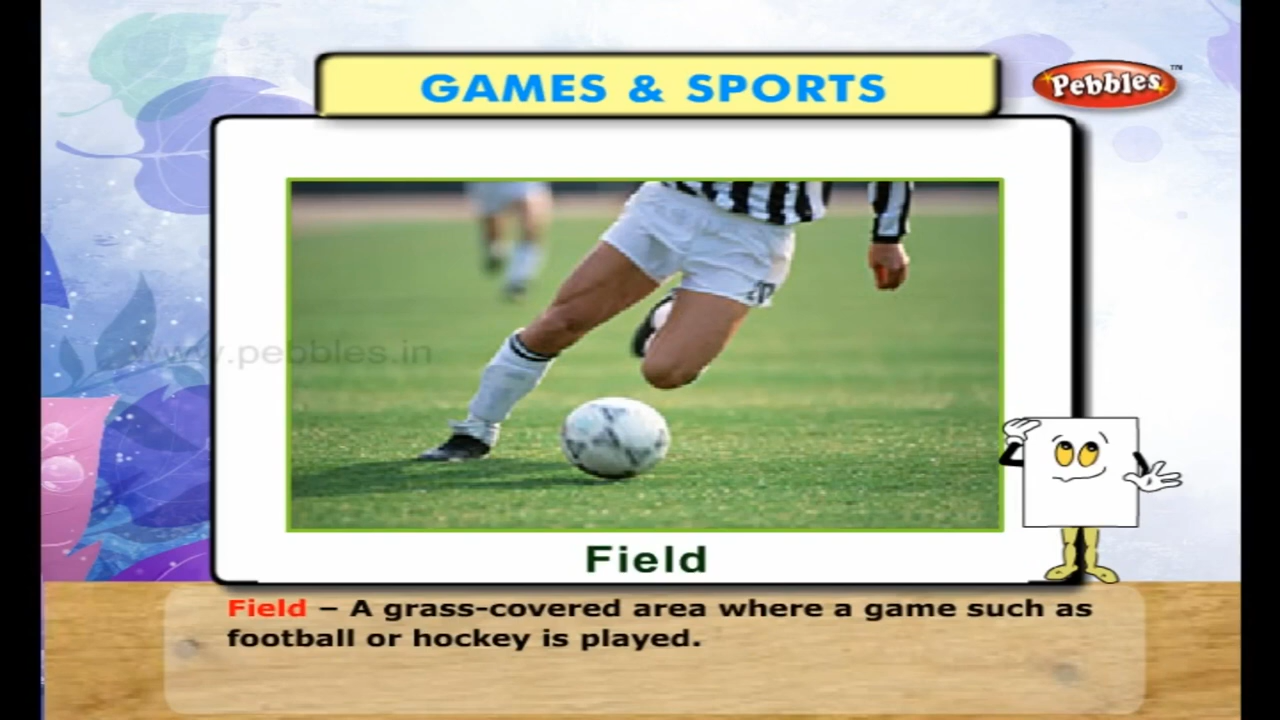 GAMES & SPORTS
Pebbles™
www.pebbles.in
Field
Field – A grass-covered area where a game such as
football or hockey is played.